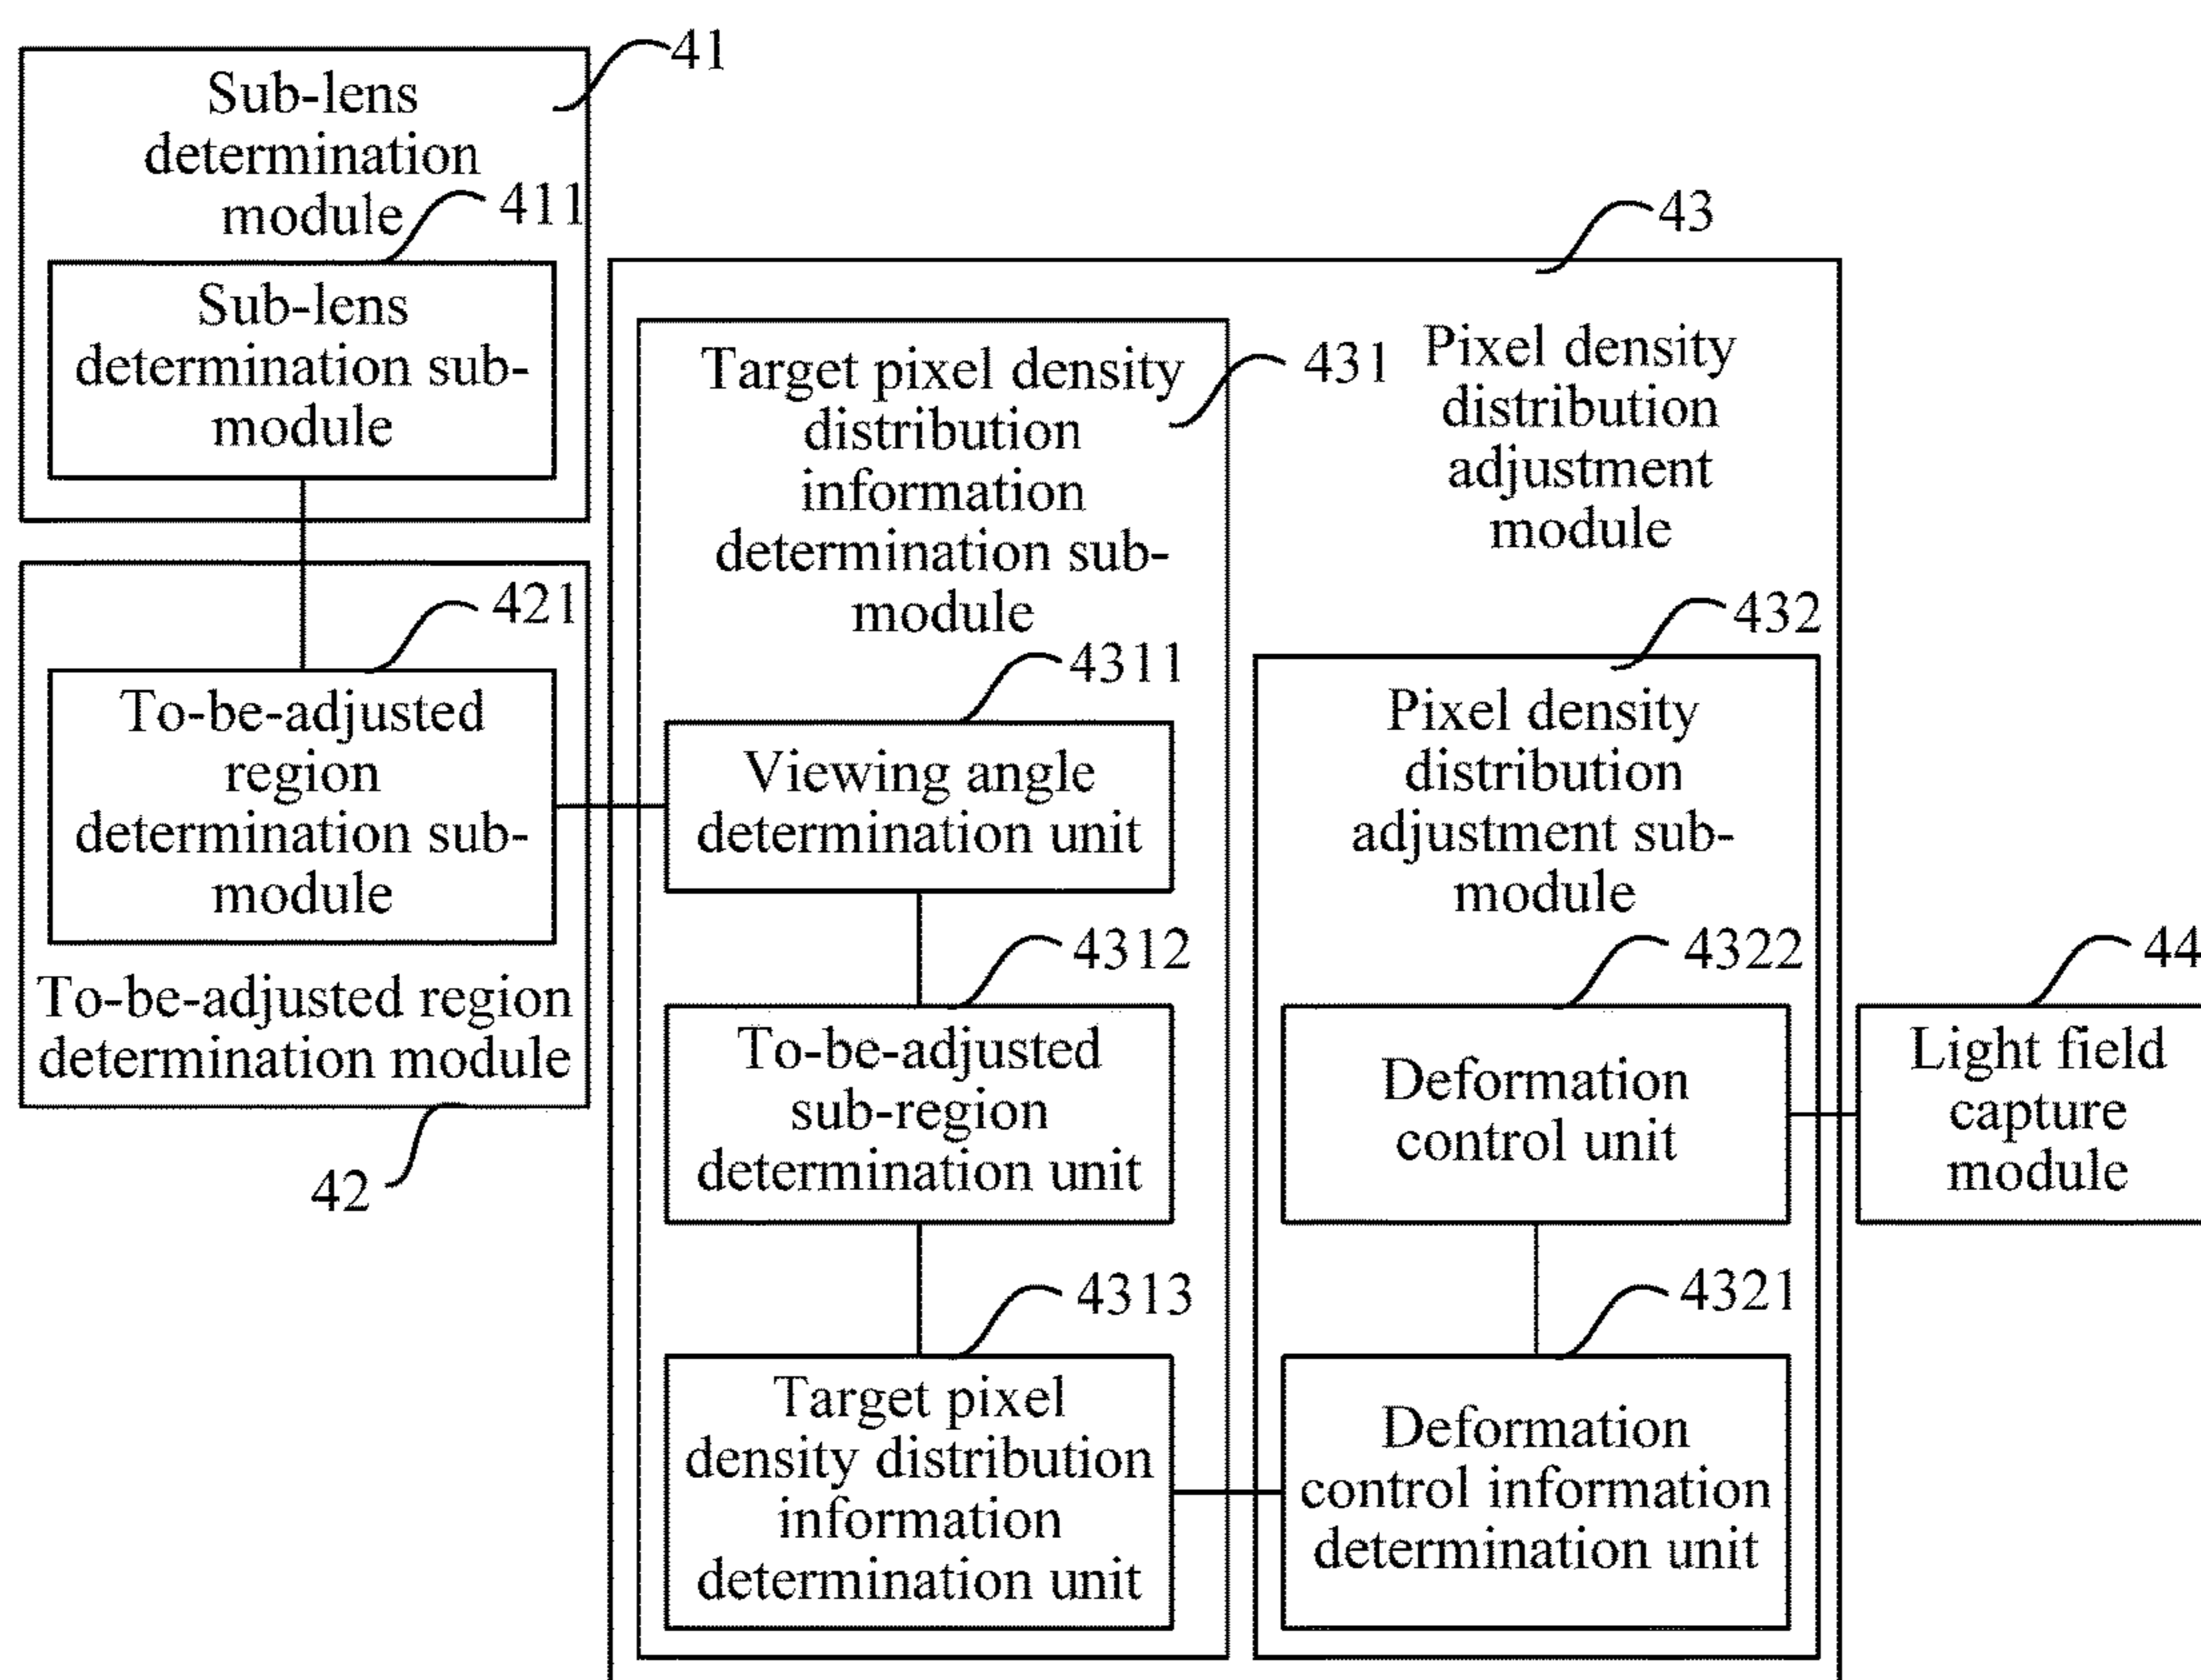 41
Sub-lens
determination
module
411
Sub-lens
determination sub-
module
421
To-be-adjusted
region
determination sub-
module
To-be-adjusted region
determination module
42
43
Pixel density
distribution
adjustment
module
431
Target pixel density
distribution
information
determination sub-
module
4311
Viewing angle
determination unit
4312
To-be-adjusted
sub-region
determination unit
4313
Target pixel
density distribution
information
determination unit
432
Pixel density
distribution
adjustment sub-
module
4322
Deformation
control unit
4321
Deformation
control information
determination unit
44
Light field
capture
module